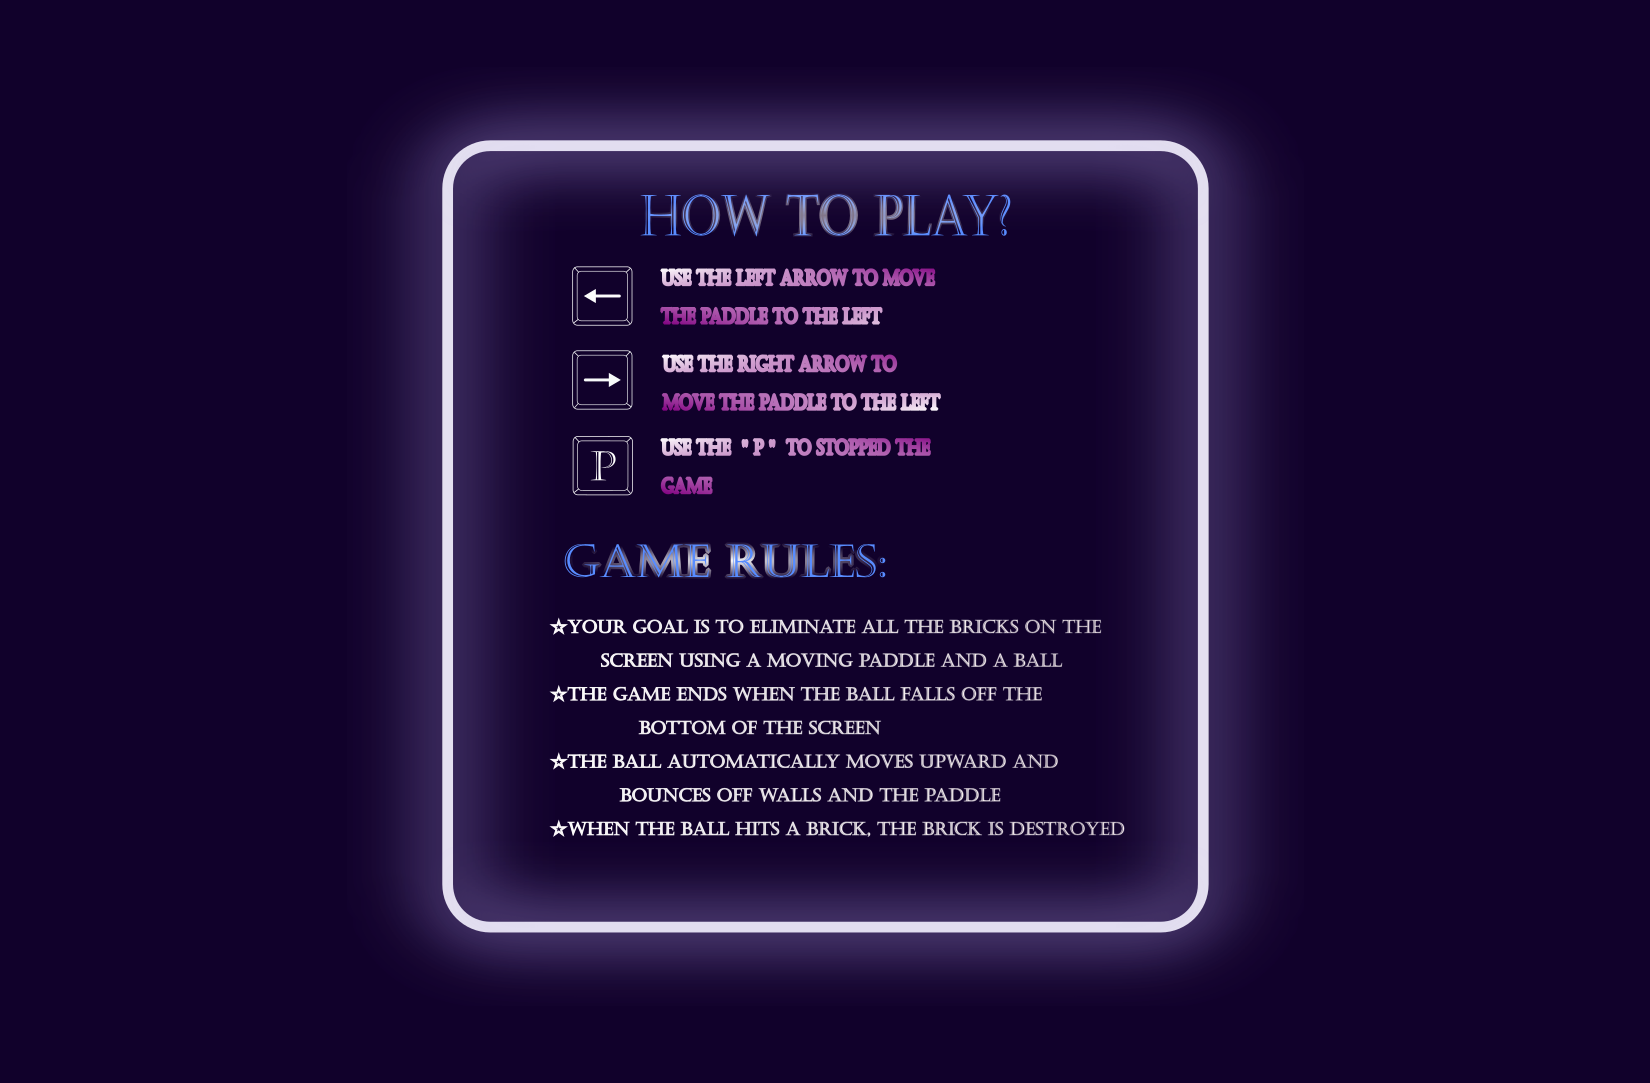 HOW TO PLAY?
USE THE LEFT ARROW TO MOVE
THE PADDLE TO THE LEFT
USE THE RIGHT ARROW TO
MOVE THE PADDLE TO THE LEFT
P
USE THE "P" TO STOPPED THE
GAME
GAME RULES:
☆YOUR GOAL IS TO ELIMINATE ALL THE BRICKS ON THE
SCREEN USING A MOVING PADDLE AND A BALL
☆THE GAME ENDS WHEN THE BALL FALLS OFF THE
BOTTOM OF THE SCREEN
☆THE BALL AUTOMATICALLY MOVES UPWARD AND
BOUNCES OFF WALLS AND THE PADDLE
☆WHEN THE BALL HITS A BRICK, THE BRICK IS DESTROYED